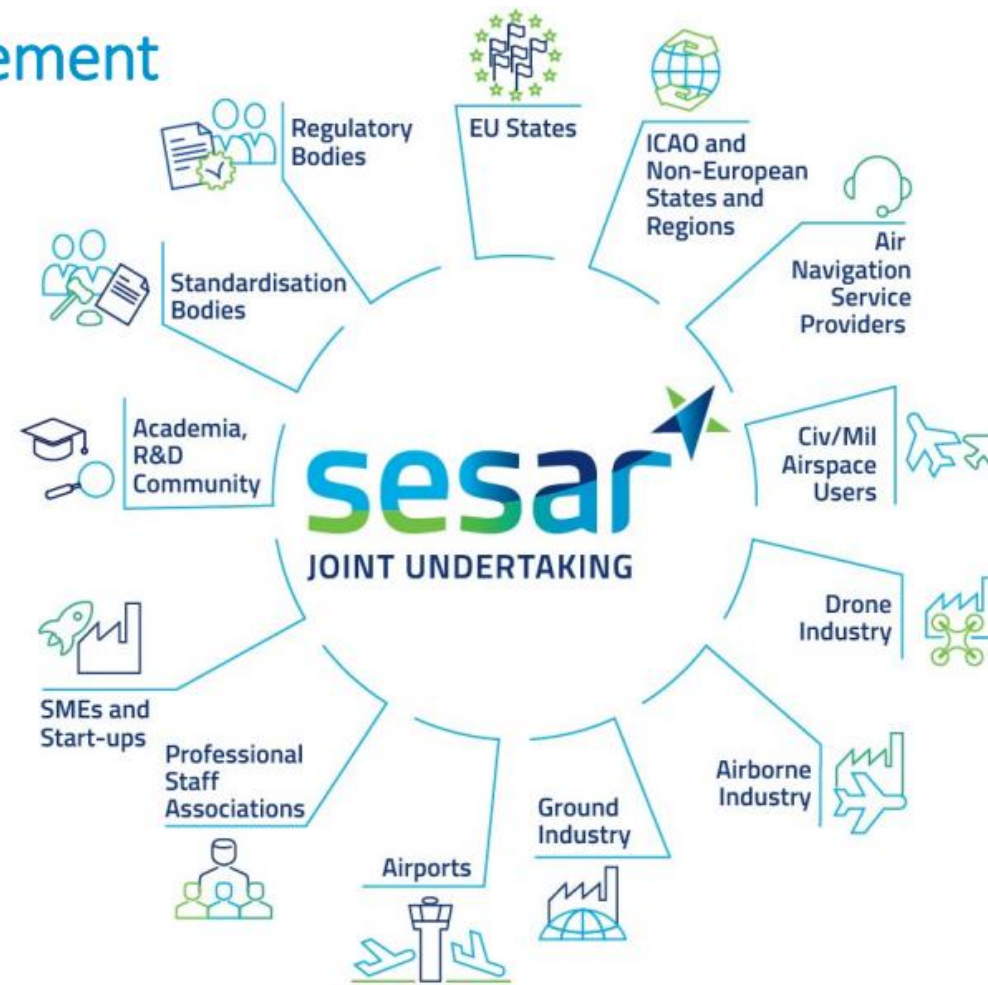 ement
Regulatory
Bodies
EU States
ICAO and
Non-European
States and
Regions
Air
Navigation
Service
Providers
Standardisation
Bodies
Academia,
R&D
Community
sesar
JOINT UNDERTAKING
Civ/Mil
Airspace
Users
Drone
Industry
SMEs and
Start-ups
Professional
Staff
Associations
Airports
Ground
Industry
Airborne
Industry